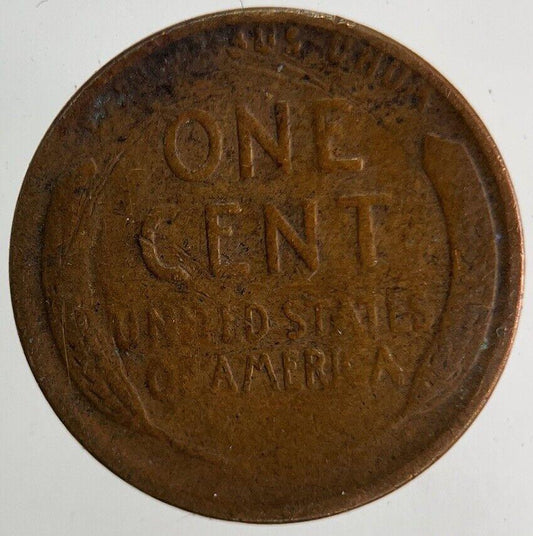 ONE
CENT
UNITED STATES
OF AMERICA